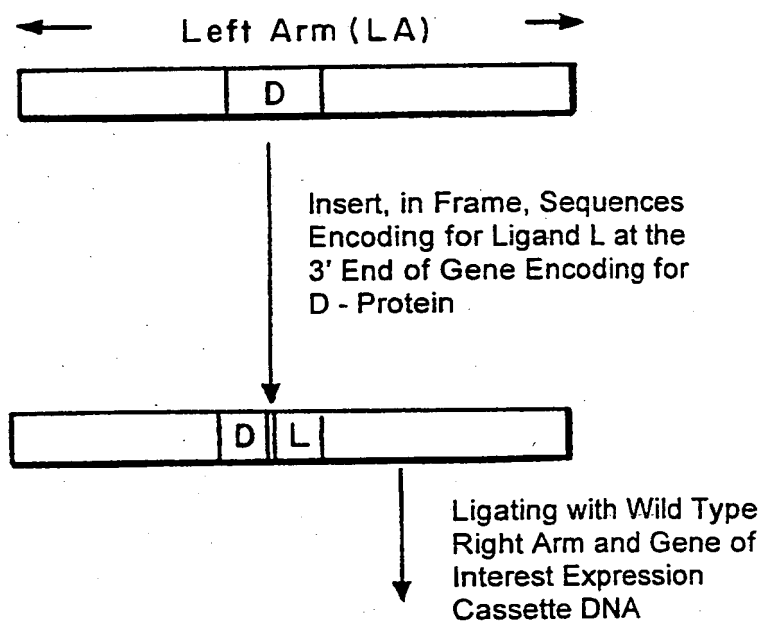 Left Arm (LA)
D
Insert, in Frame, Sequences
Encoding for Ligand L at the
3' End of Gene Encoding for
D - Protein
D L
Ligating with Wild Type
Right Arm and Gene of
Interest Expression
Cassette DNA